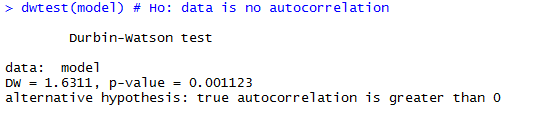 > dwtest(model) # Ho: data is no autocorrelation
Durbin-Watson test
data:  model
DW = 1.6311, p-value = 0.001123
alternative hypothesis: true autocorrelation is greater than 0